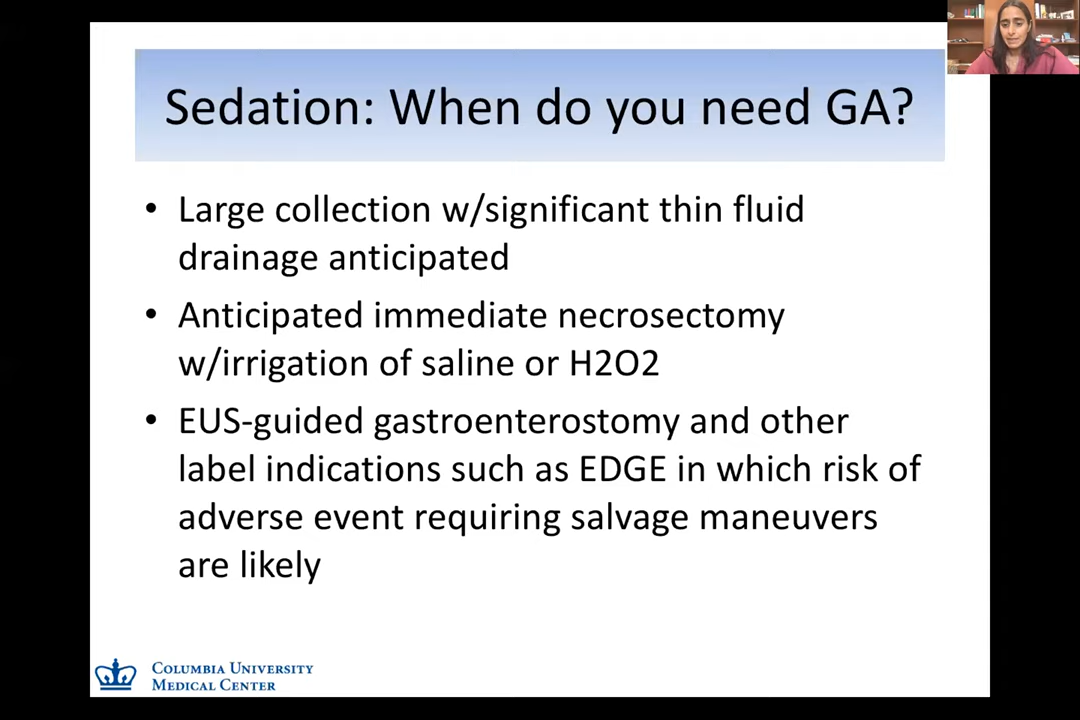 Sedation: When do you need GA?
• Large collection w/significant thin fluid
drainage anticipated
• Anticipated immediate necrosectomy
w/irrigation of saline or H2O2
• EUS-guided gastroenterostomy and other
label indications such as EDGE in which risk of
adverse event requiring salvage maneuvers
are likely
COLUMBIA UNIVERSITY
MEDICAL CENTER